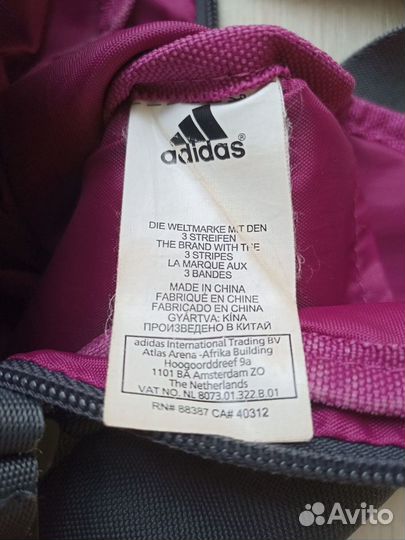 adidas®
DIE WELTMARKE MIT DEN
3 STREIFEN
THE BRAND WITH THE
3 STRIPES
LA MARQUE AUX
3 BANDES
MADE IN CHINA
FABRIQUÉ EN CHINE
FABRICADO EN CHINA
GYÁRTVA: KÍNA
ПРОИЗВЕДЕНО В КИТАЙ
adidas International Trading BV
Atlas Arena -Afrika Building
Hoogoorddreef 9a
1101 BA Amsterdam ZO
The Netherlands
VAT NO. NL 8073.01.322.B.01
RN# 88387 CA# 40312
Avito